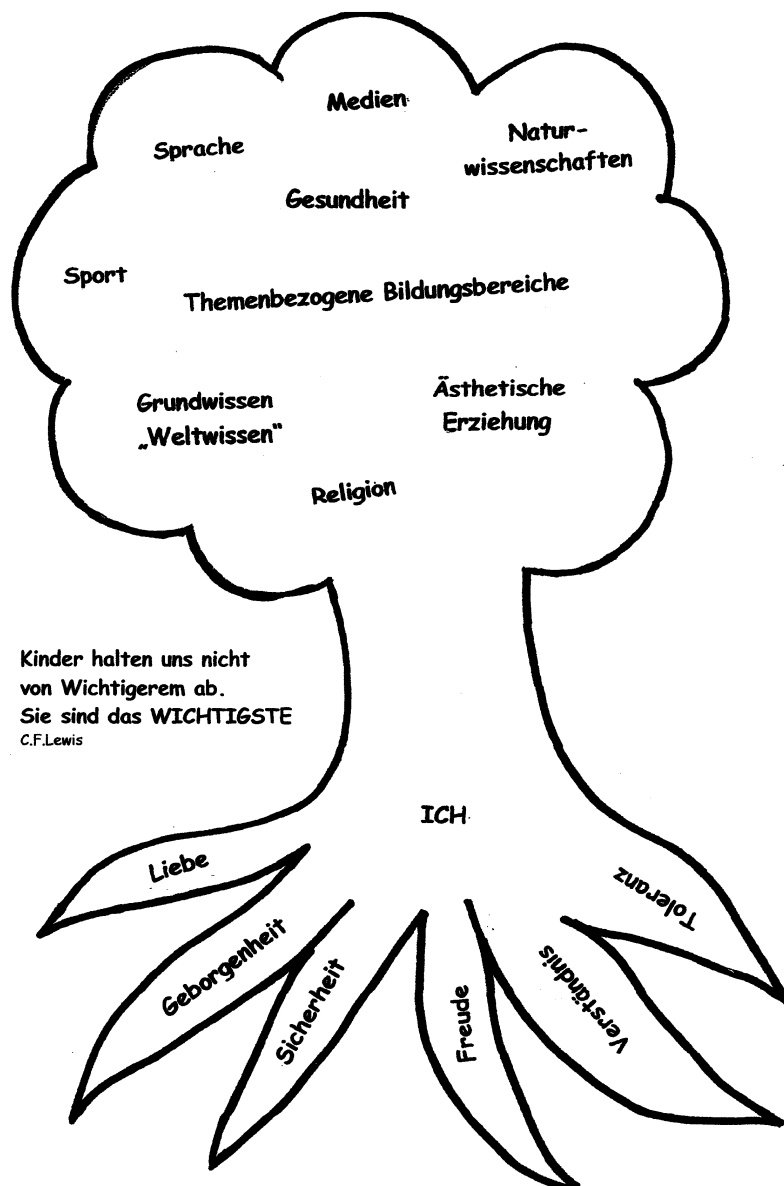 Medien
Sprache
Natur-
wissenschaften
Gesundheit
Sport
Themenbezogene Bildungsbereiche
Grundwissen
„Weltwissen"
Ästhetische
Erziehung
Religion
Kinder halten uns nicht
von Wichtigerem ab.
Sie sind das WICHTIGSTE
C.F.Lewis
ICH
Liebe
Geborgenheit
Sicherheit
Freude
Verständnis
Toleranz